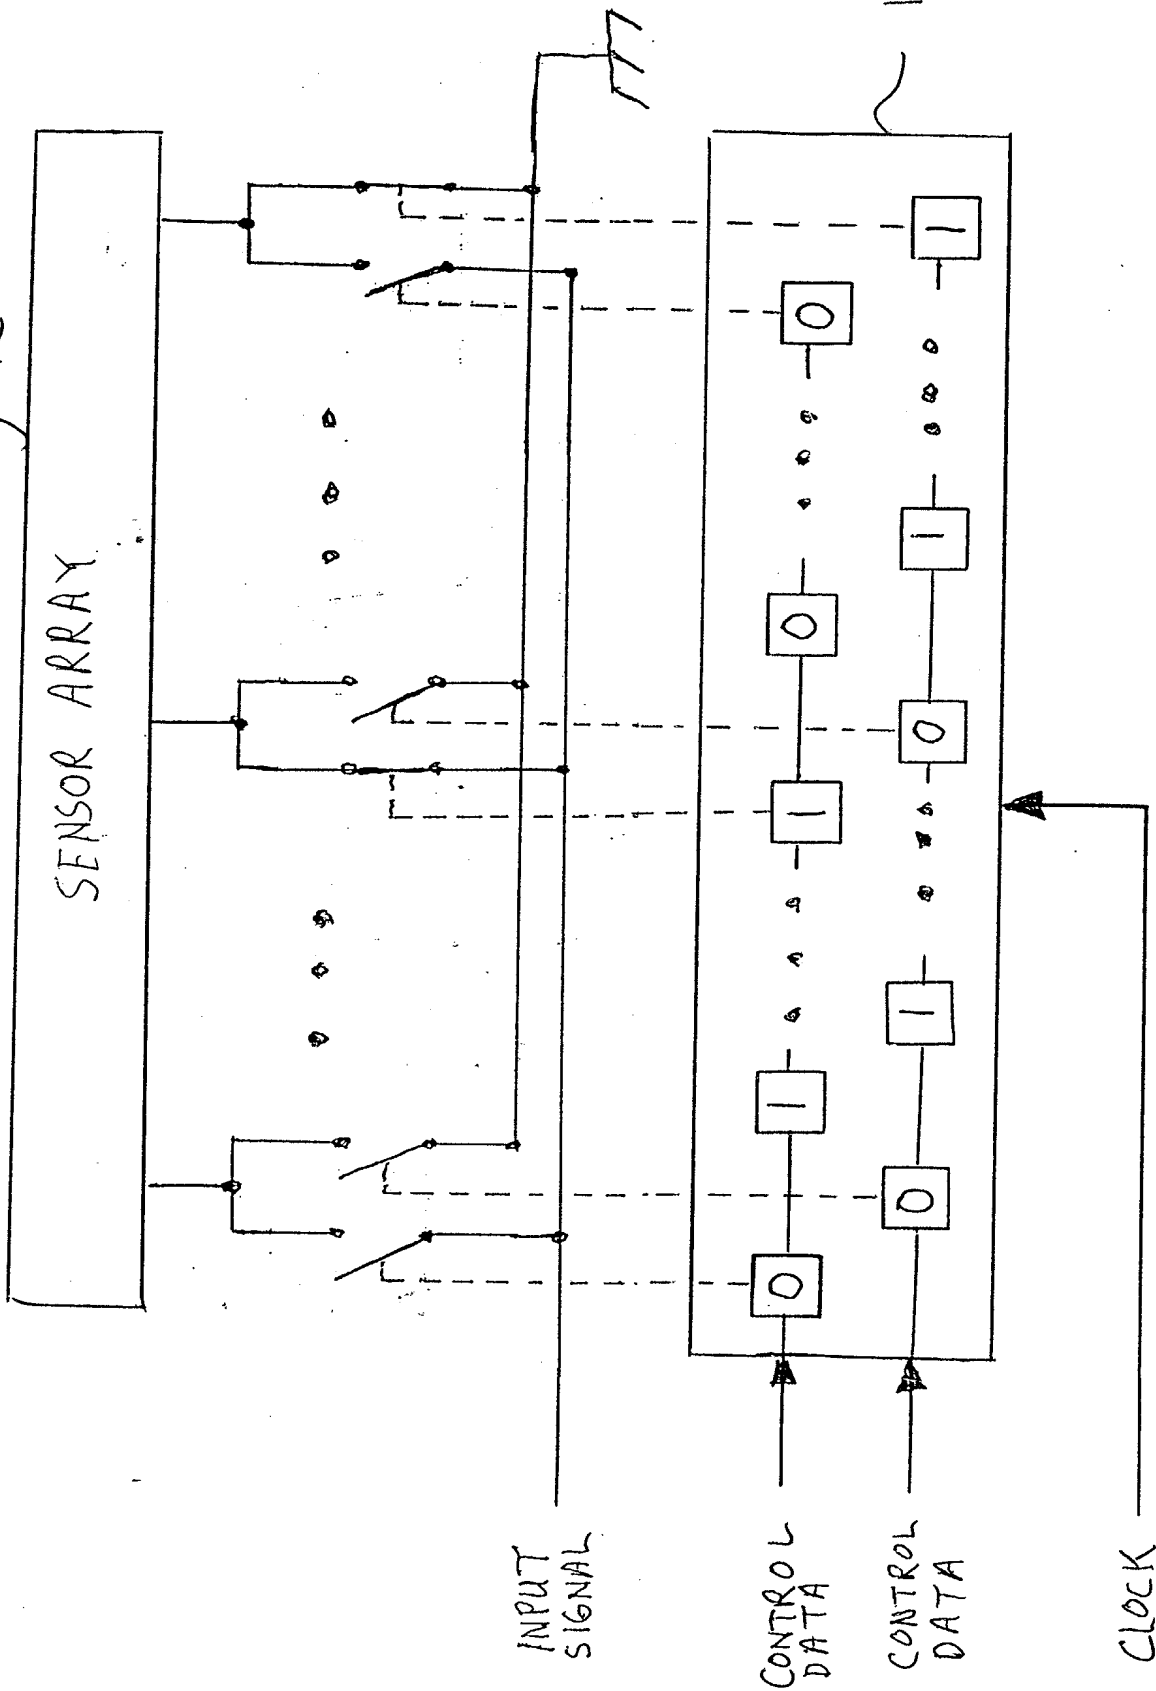 SENSOR ARRAY
INPUT
SIGNAL
CONTROL
DATA
0 1 1 0 0
CONTROL
DATA
0 1 0 1 1
CLOCK